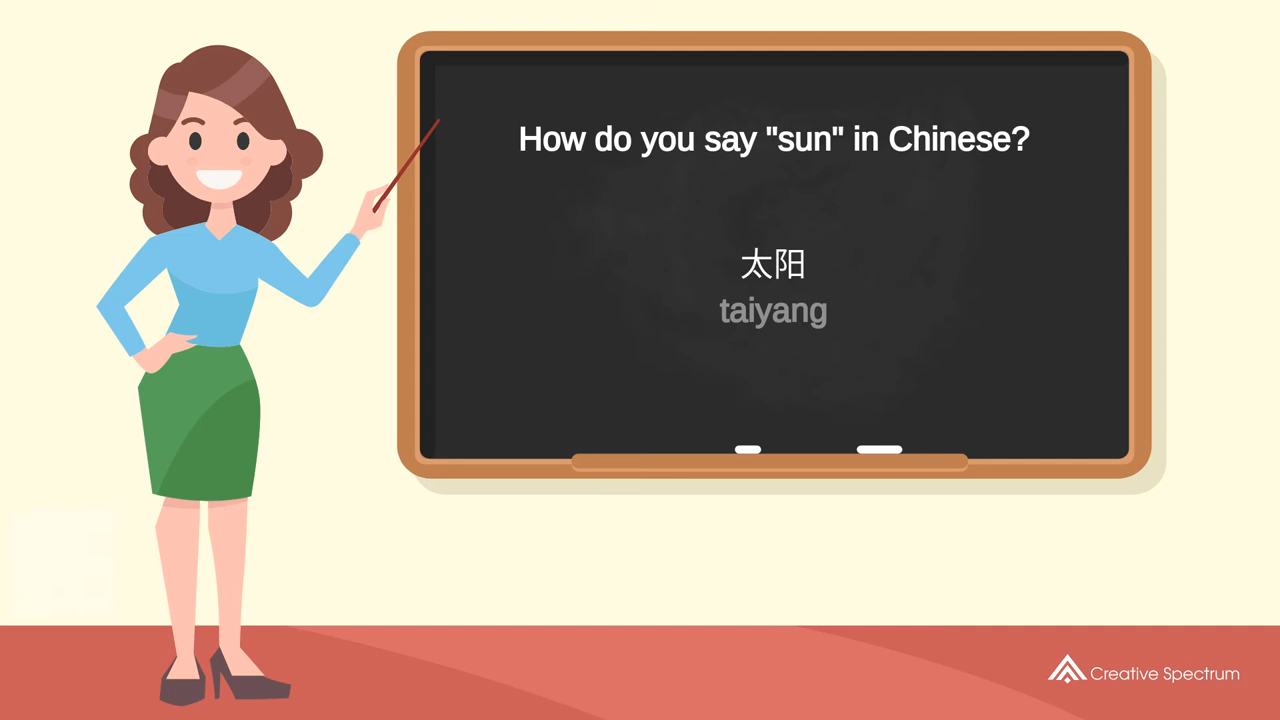 How do you say "sun" in Chinese?
太阳
taiyang
Creative Spectrum